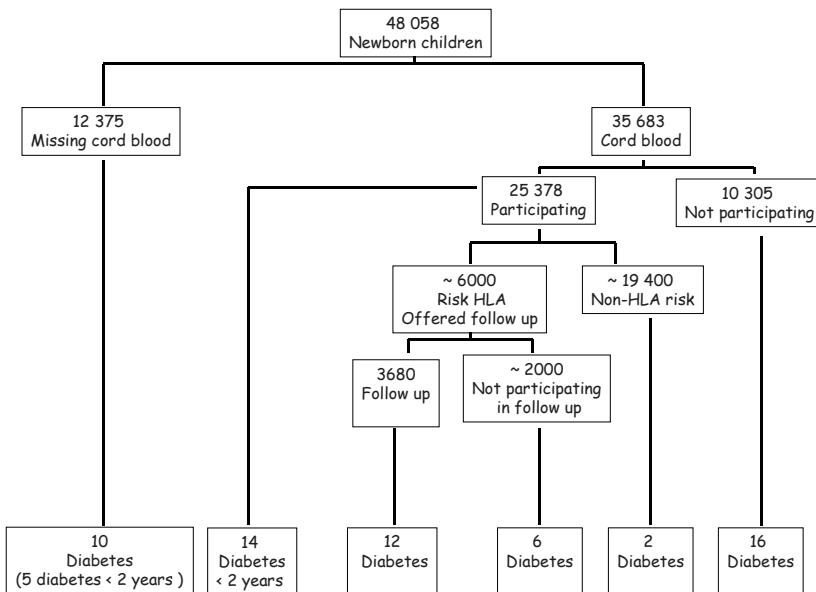 48 058
Newborn children
12 375
Missing cord blood
35 683
Cord blood
25 378
Participating
10 305
Not participating
~ 6000
Risk HLA
Offered follow up
~ 19 400
Non-HLA risk
3680
Follow up
~ 2000
Not participating
in follow up
10
Diabetes
(5 diabetes < 2 years )
14
Diabetes
< 2 years
12
Diabetes
6
Diabetes
2
Diabetes
16
Diabetes